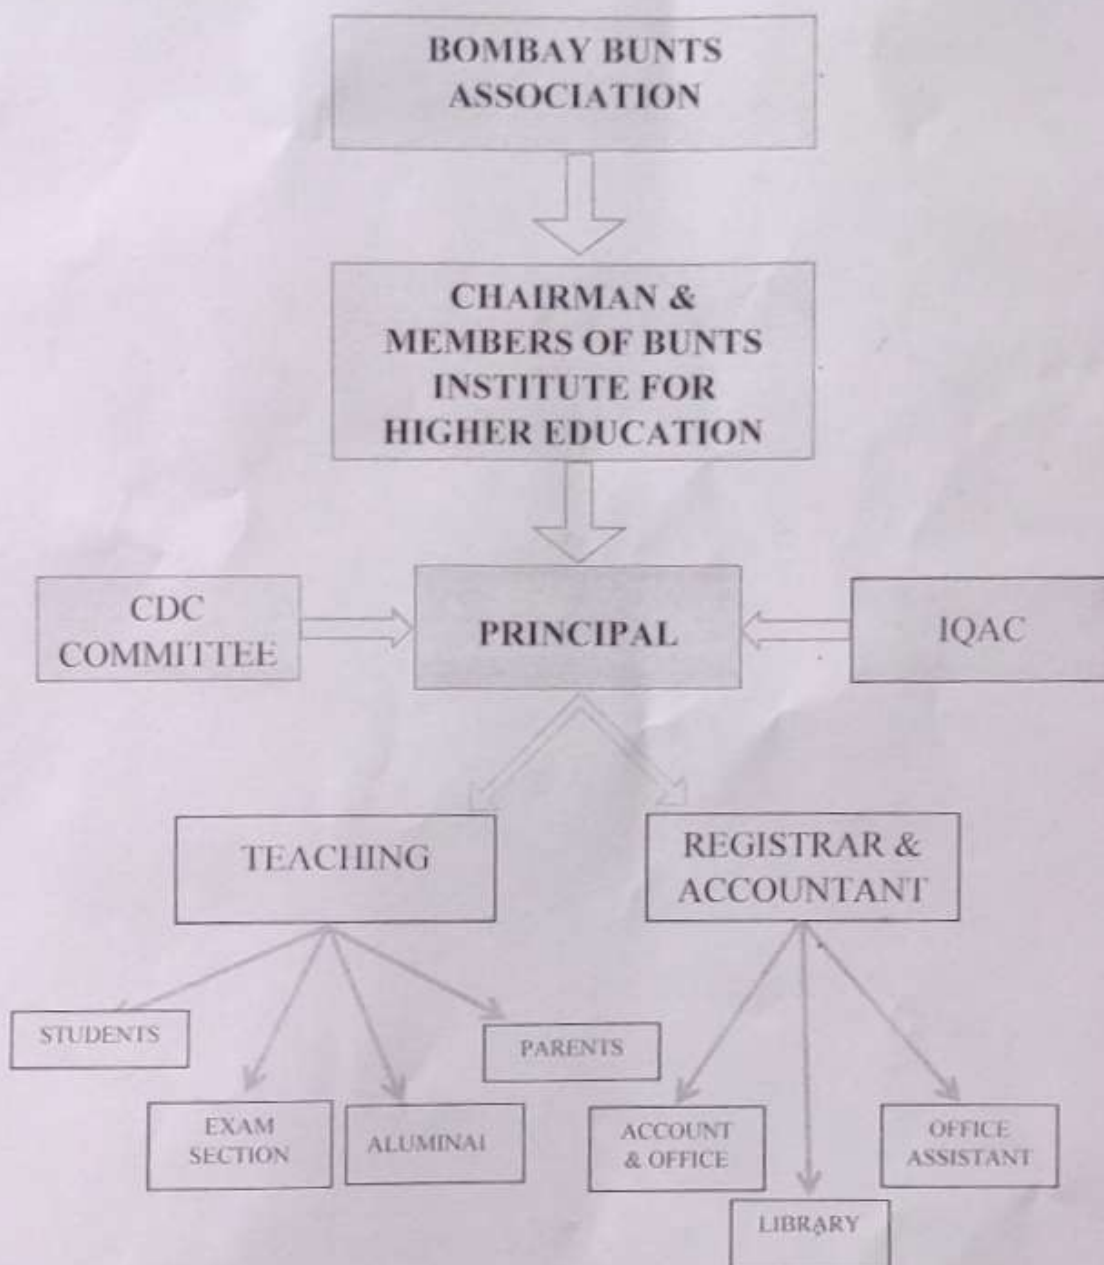 BOMBAY BUNTS
ASSOCIATION
CHAIRMAN &
MEMBERS OF BUNTS
INSTITUTE FOR
HIGHER EDUCATION
CDC
COMMITTEE
PRINCIPAL
IQAC
TEACHING
REGISTRAR &
ACCOUNTANT
STUDENTS
EXAM
SECTION
ALUMINAI
PARENTS
ACCOUNT
& OFFICE
LIBRARY
OFFICE
ASSISTANT